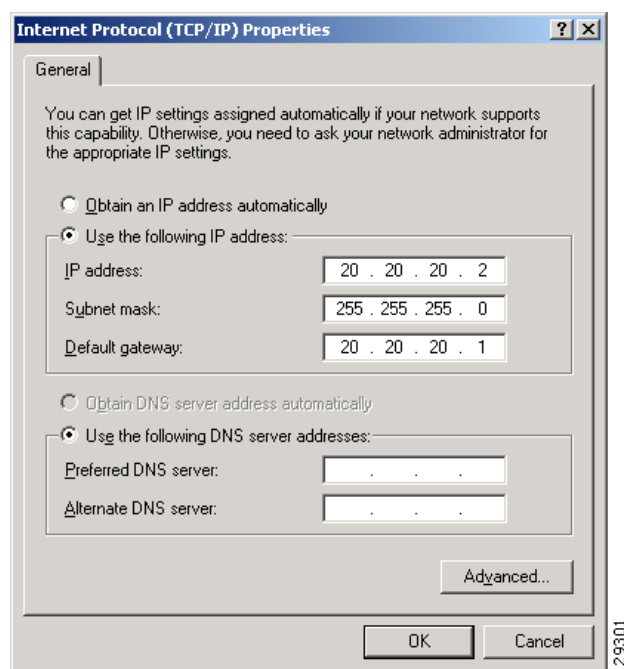 Internet Protocol (TCP/IP) Properties
General
You can get IP settings assigned automatically if your network supports
this capability. Otherwise, you need to ask your network administrator for
the appropriate IP settings.
Obtain an IP address automatically
Use the following IP address:
IP address: 20 . 20 . 20 . 2
Subnet mask: 255 . 255 . 255 . 0
Default gateway: 20 . 20 . 20 . 1
Obtain DNS server address automatically
Use the following DNS server addresses:
Preferred DNS server: . . .
Alternate DNS server: . . .
Advanced...
OK Cancel
29301